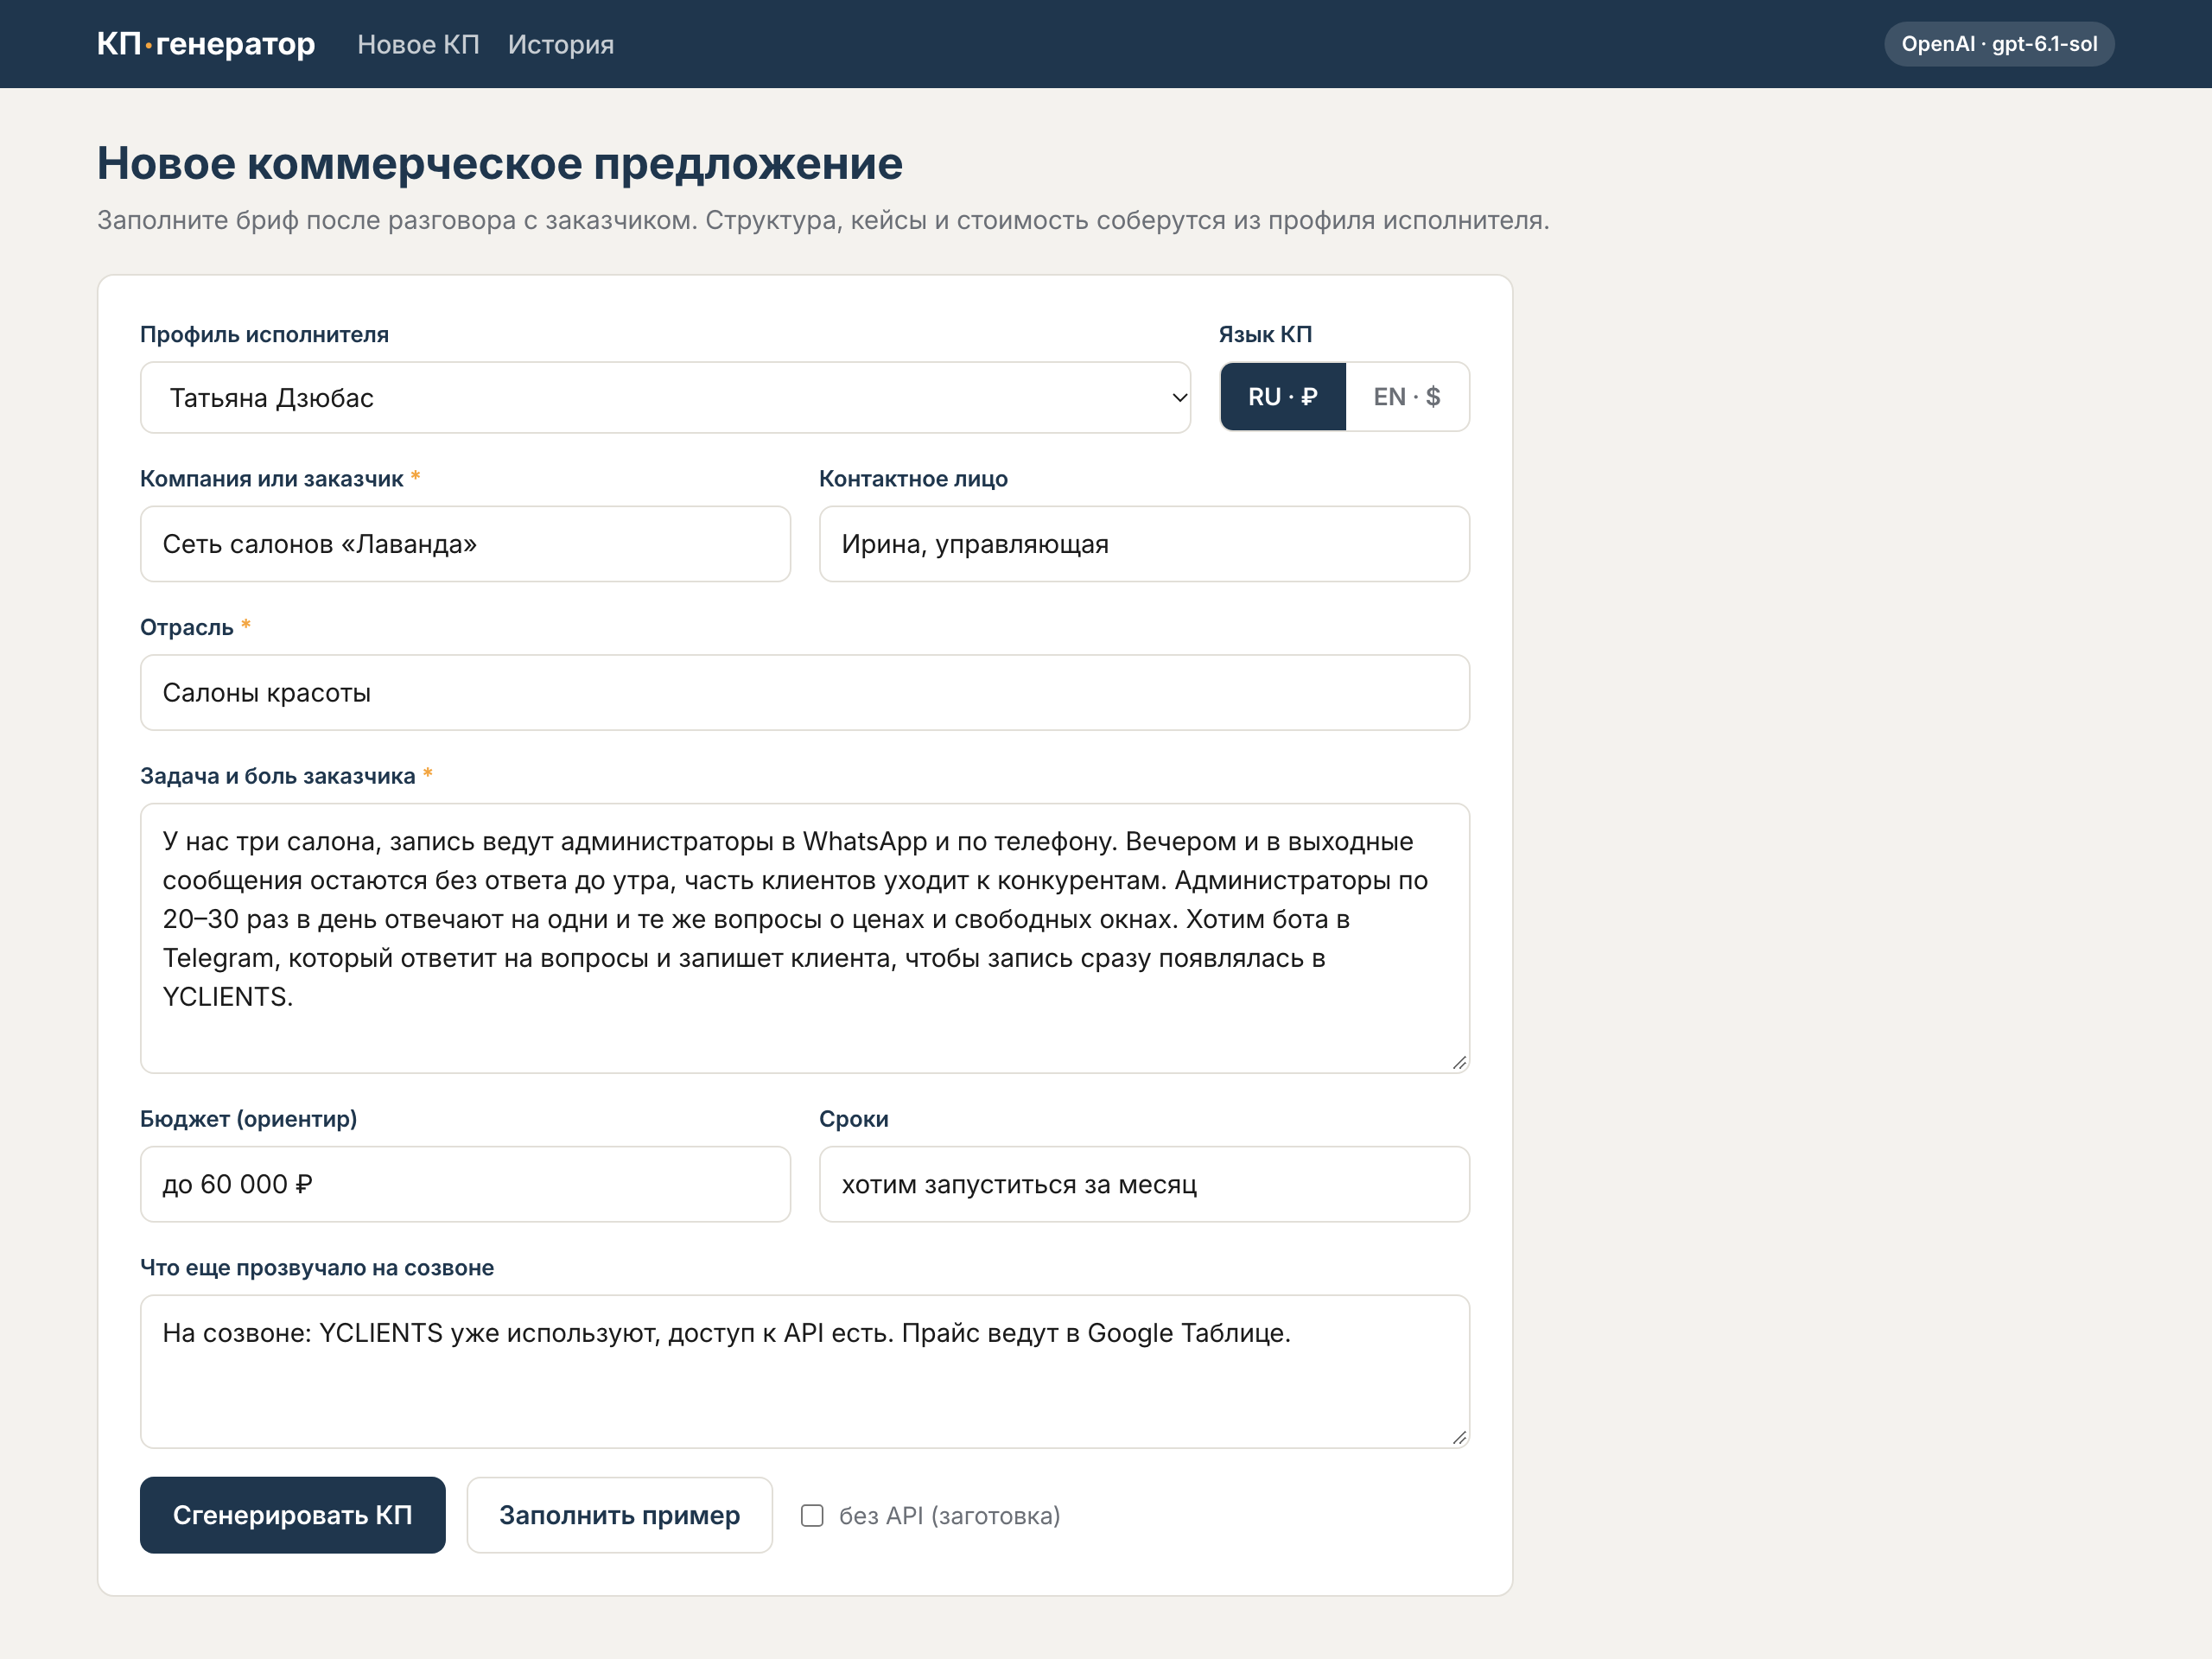 КП·генератор Новое КП История OpenAI · gpt-6.1-sol
Новое коммерческое предложение
Заполните бриф после разговора с заказчиком. Структура, кейсы и стоимость соберутся из профиля исполнителя.
Профиль исполнителя Язык КП
Татьяна Дзюбас RU · ₽ EN · $
Компания или заказчик * Контактное лицо
Сеть салонов «Лаванда» Ирина, управляющая
Отрасль *
Салоны красоты
Задача и боль заказчика *
У нас три салона, запись ведут администраторы в WhatsApp и по телефону. Вечером и в выходные
сообщения остаются без ответа до утра, часть клиентов уходит к конкурентам. Администраторы по
20–30 раз в день отвечают на одни и те же вопросы о ценах и свободных окнах. Хотим бота в
Telegram, который ответит на вопросы и запишет клиента, чтобы запись сразу появлялась в
YCLIENTS.
Бюджет (ориентир) Сроки
до 60 000 ₽ хотим запуститься за месяц
Что еще прозвучало на созвоне
На созвоне: YCLIENTS уже используют, доступ к API есть. Прайс ведут в Google Таблице.
Сгенерировать КП Заполнить пример без API (заготовка)